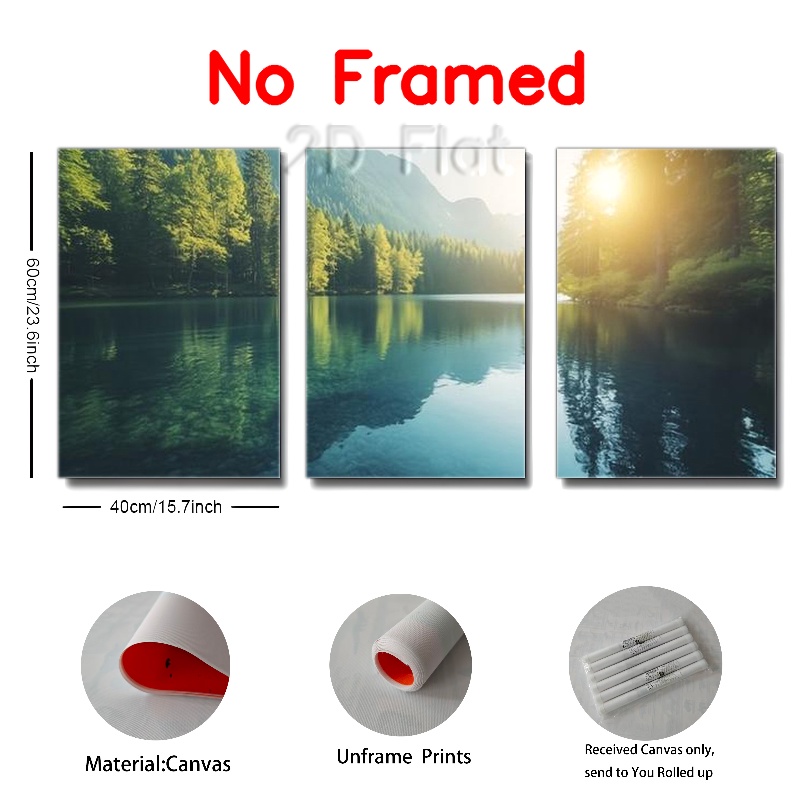 No Framed
2D Flat
60cm/23.6inch
40cm/15.7inch
Material:Canvas
Unframe Prints
Received Canvas only,
send to You Rolled up